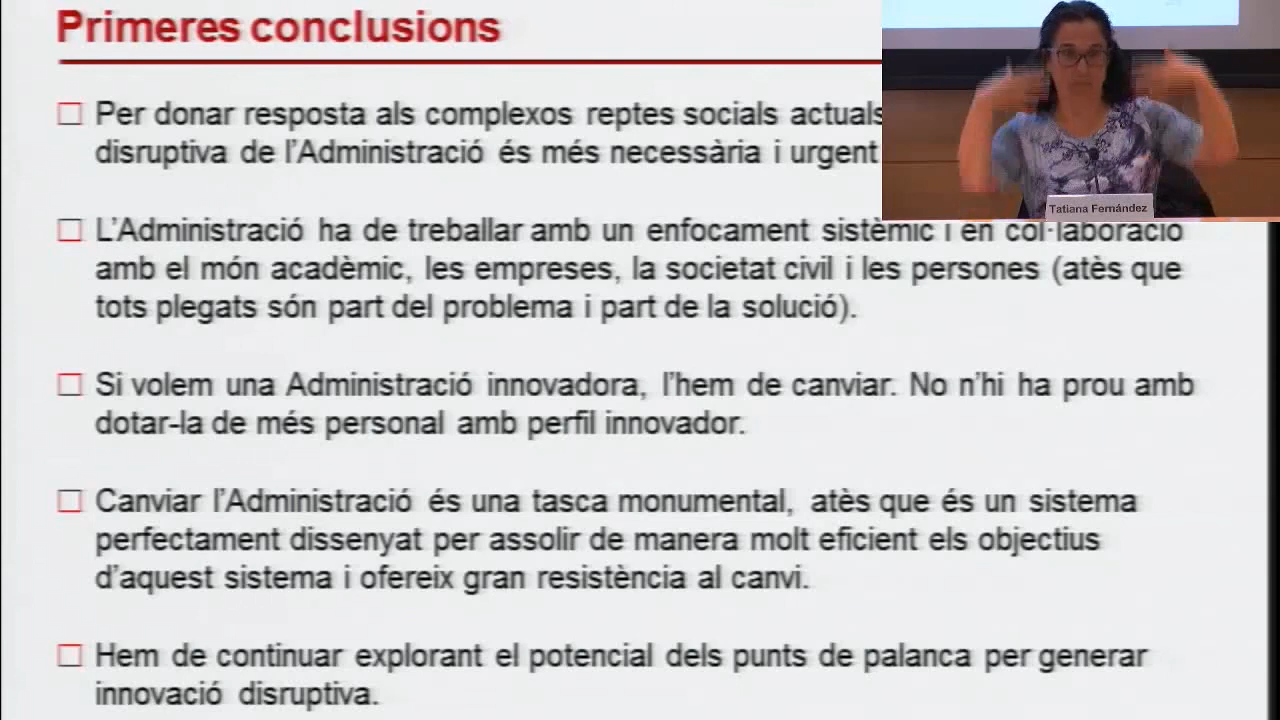 Primeres conclusions
Per donar resposta als complexos reptes socials actuals
disruptiva de l’Administració és més necessària i urgent
L’Administració ha de treballar amb un enfocament sistèmic i en col·laboració
amb el món acadèmic, les empreses, la societat civil i les persones (atès que
tots plegats són part del problema i part de la solució).
Si volem una Administració innovadora, l’hem de canviar. No n’hi ha prou amb
dotar-la de més personal amb perfil innovador.
Canviar l’Administració és una tasca monumental, atès que és un sistema
perfectament dissenyat per assolir de manera molt eficient els objectius
d’aquest sistema i ofereix gran resistència al canvi.
Hem de continuar explorant el potencial dels punts de palanca per generar
innovació disruptiva.
Tatiana Fernández